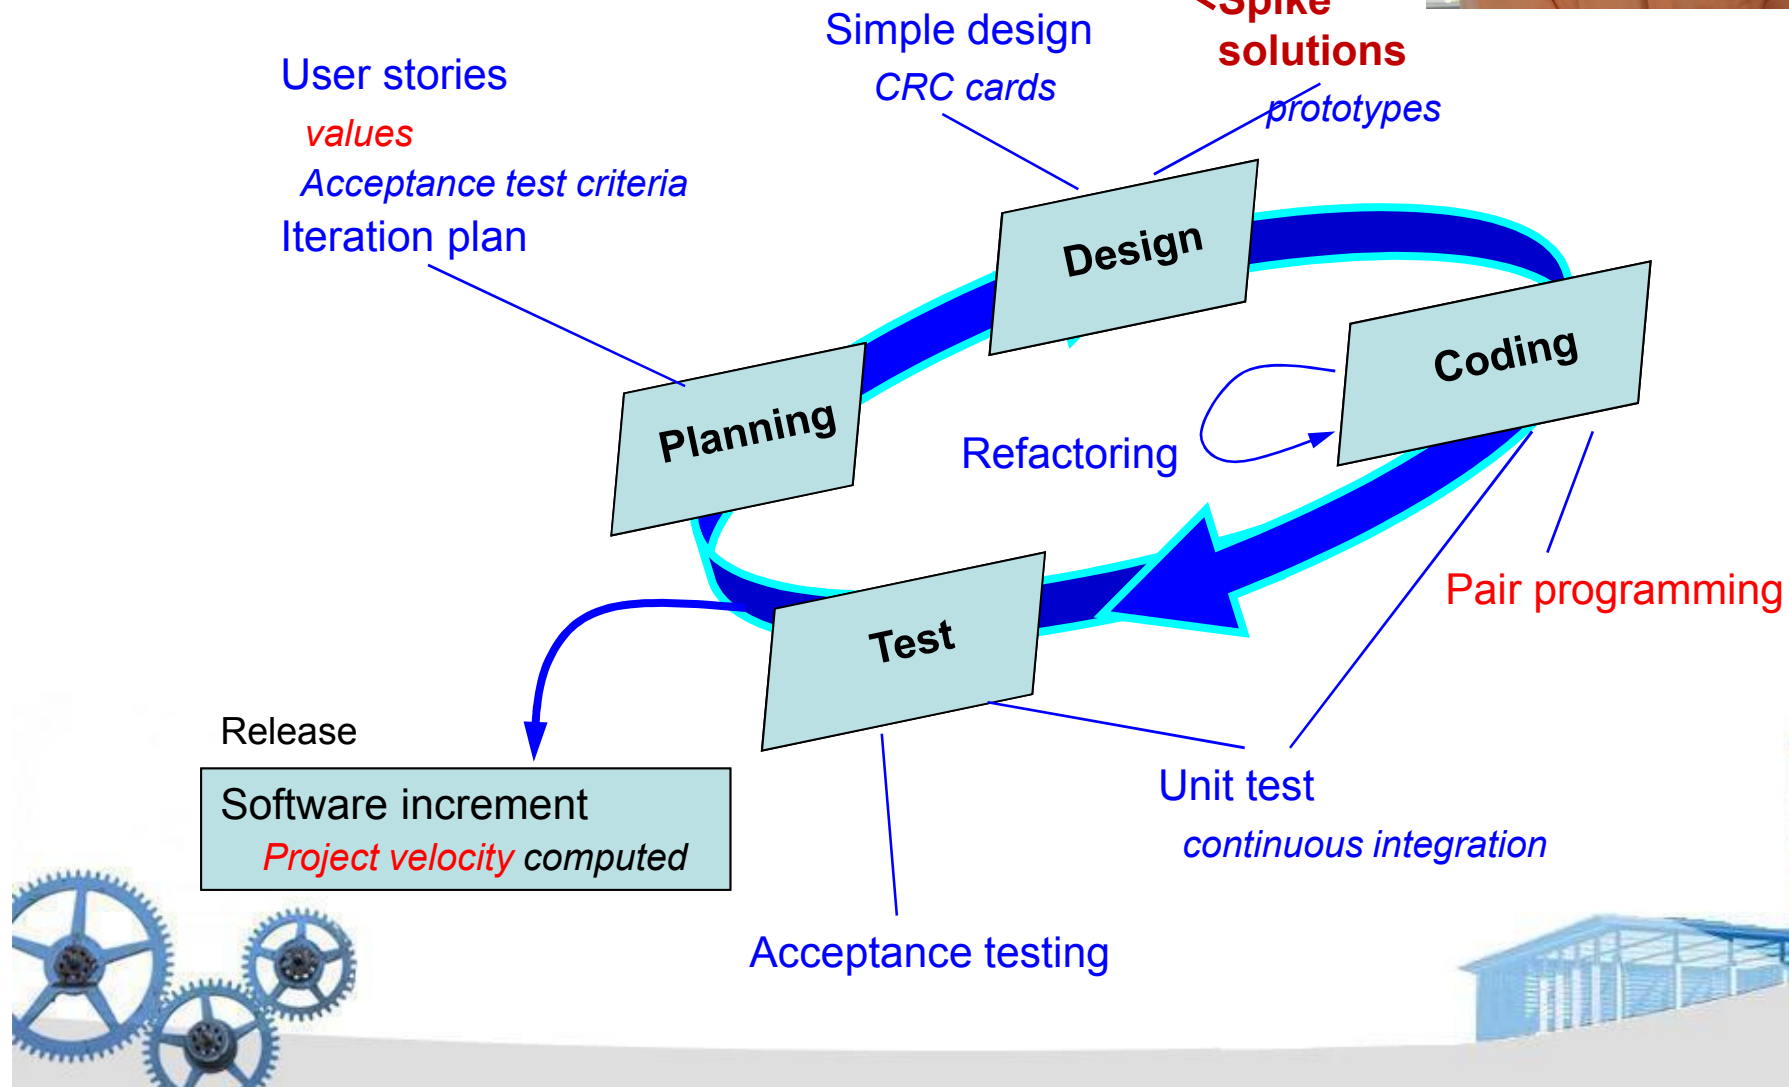 <Spike
solutions
prototypes
Simple design
CRC cards
User stories
values
Acceptance test criteria
Iteration plan
Design
Coding
Planning
Refactoring
Pair programming
Test
Release
Software increment
Project velocity computed
Unit test
continuous integration
Acceptance testing